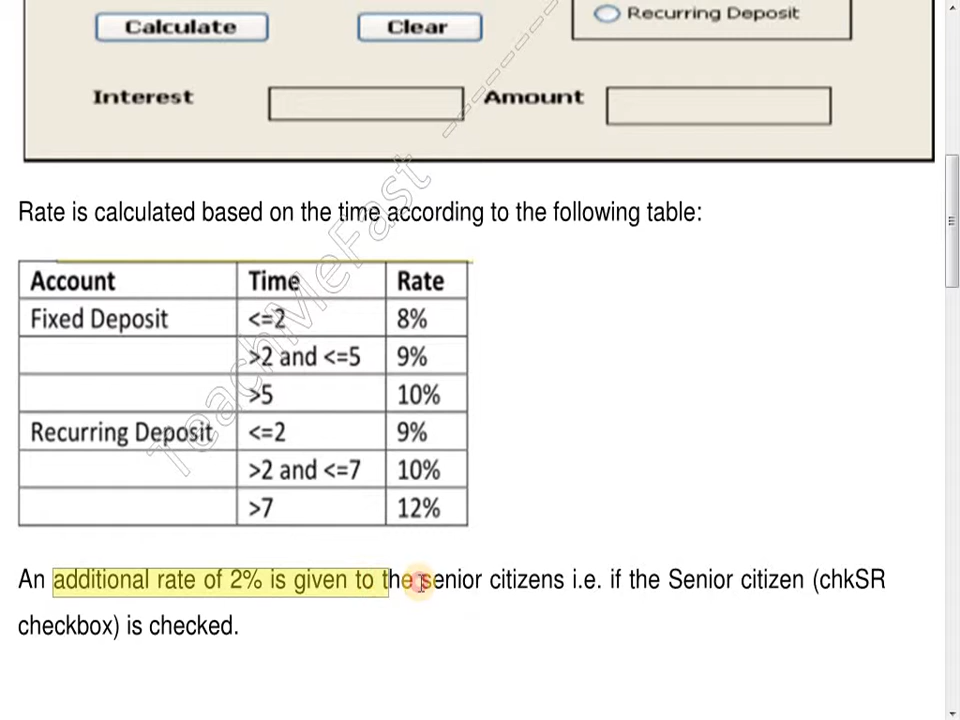 Recurring Deposit
Calculate Clear
Interest Amount
Rate is calculated based on the time according to the following table:
Account Time Rate
Fixed Deposit <=2 8%
>2 and <=5 9%
>5 10%
Recurring Deposit <=2 9%
>2 and <=7 10%
>7 12%
An additional rate of 2% is given to the senior citizens i.e. if the Senior citizen (chkSR
checkbox) is checked.
TeachMeFast